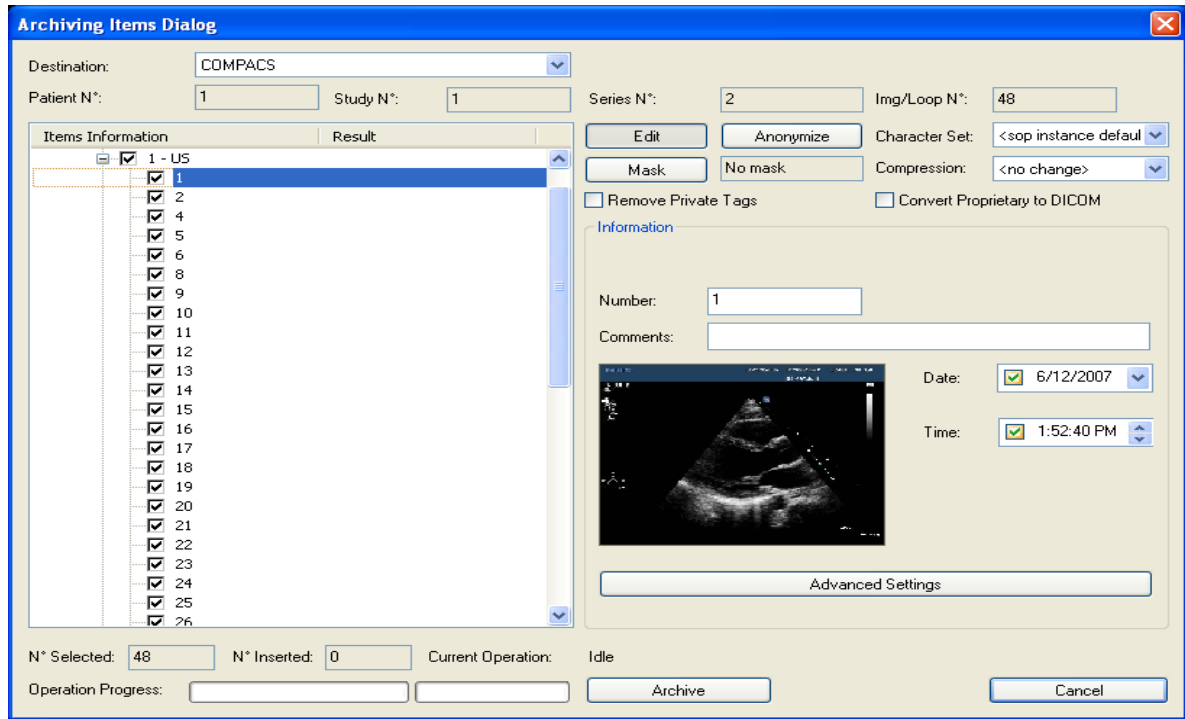 Archiving Items Dialog
Destination: COMPACS
Patient N°: 1 Study N°: 1 Series N°: 2 Img/Loop N°: 48
Items Information Result
Edit Anonymize Character Set: <sop instance defaul
Mask No mask Compression: <no change>
Remove Private Tags Convert Proprietary to DICOM
1 - US
1
2
4
5
6
8
9
10
11
12
13
14
15
16
17
18
19
20
21
22
23
24
25
26
Information
Number: 1
Comments:
Date: 6/12/2007
Time: 1:52:40 PM
Advanced Settings
N° Selected: 48 N° Inserted: 0 Current Operation: Idle
Operation Progress:
Archive Cancel